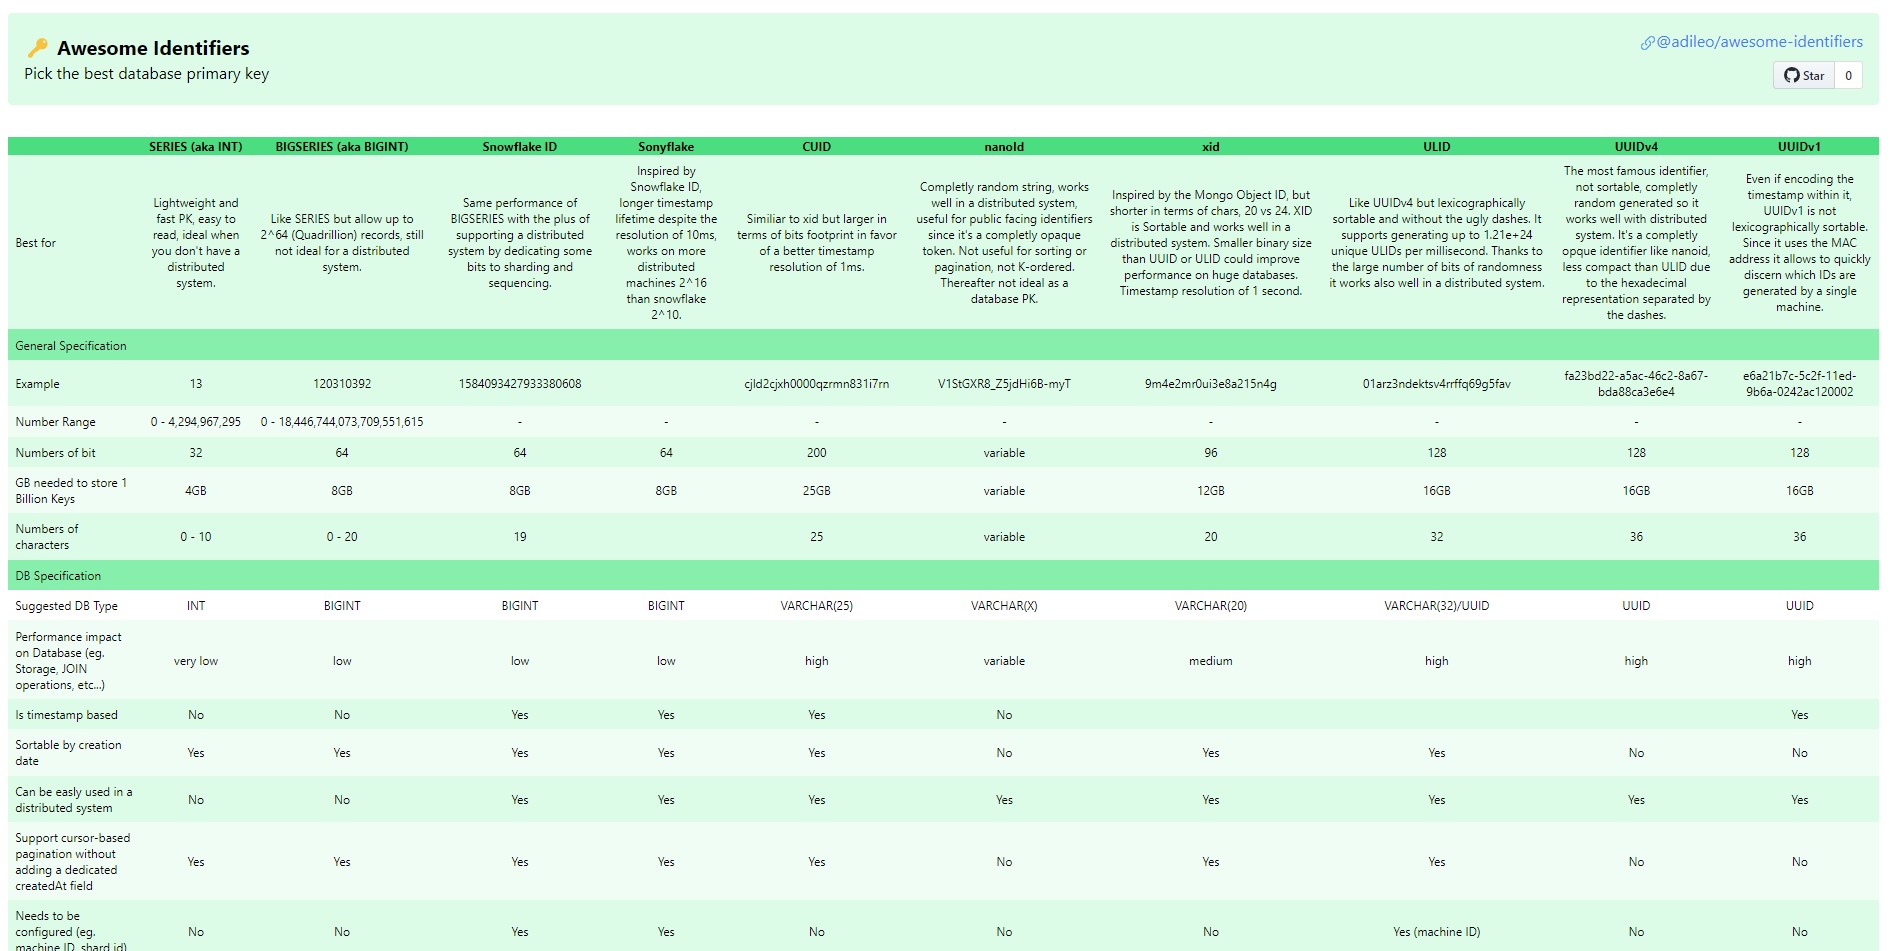 🔑 Awesome Identifiers
Pick the best database primary key
🔗@adileo/awesome-identifiers
Star 0
SERIES (aka INT) BIGSERIES (aka BIGINT) Snowflake ID Sonyflake CUID nanoId xid ULID UUIDv4 UUIDv1
Best for
Lightweight and
fast PK, easy to
read, ideal when
you don't have a
distributed
system.
Like SERIES but allow up to
2^64 (Quadrillion) records, still
not ideal for a distributed
system.
Same performance of
BIGSERIES with the plus of
supporting a distributed
system by dedicating some
bits to sharding and
sequencing.
Inspired by
Snowflake ID,
longer timestamp
lifetime despite the
resolution of 10ms,
works on more
distributed
machines 2^16
than snowflake
2^10.
Similiar to xid but larger in
terms of bits footprint in favor
of a better timestamp
resolution of 1ms.
Completly random string, works
well in a distributed system,
useful for public facing identifiers
since it's a completly opaque
token. Not useful for sorting or
pagination, not K-ordered.
Thereafter not ideal as a
database PK.
Inspired by the Mongo Object ID, but
shorter in terms of chars, 20 vs 24. XID
is Sortable and works well in a
distributed system. Smaller binary size
than UUID or ULID could improve
performance on huge databases.
Timestamp resolution of 1 second.
Like UUIDv4 but lexicographically
sortable and without the ugly dashes. It
supports generating up to 1.21e+24
unique ULIDs per millisecond. Thanks to
the large number of bits of randomness
it works also well in a distributed system.
The most famous identifier,
not sortable, completly
random generated so it
works well with distributed
system. It's a completly
opque identifier like nanoid,
less compact than ULID due
to the hexadecimal
representation separated by
the dashes.
Even if encoding the
timestamp within it,
UUIDv1 is not
lexicographically sortable.
Since it uses the MAC
address it allows to quickly
discern which IDs are
generated by a single
machine.
General Specification
Example 13 120310392 1584093427933380608 cjld2cjxh0000qzrmn831i7rn V1StGXR8_Z5jdHi6B-myT 9m4e2mr0ui3e8a215n4g 01arz3ndektsv4rrffq69g5fav fa23bd22-a5ac-46c2-8a67-
bda88ca3e6e4
e6a21b7c-5c2f-11ed-
9b6a-0242ac120002
Number Range 0 - 4,294,967,295 0 - 18,446,744,073,709,551,615 - - - - - - - -
Numbers of bit 32 64 64 64 200 variable 96 128 128 128
GB needed to store 1
Billion Keys
4GB 8GB 8GB 8GB 25GB variable 12GB 16GB 16GB 16GB
Numbers of
characters
0 - 10 0 - 20 19 25 variable 20 32 36 36
DB Specification
Suggested DB Type INT BIGINT BIGINT BIGINT VARCHAR(25) VARCHAR(X) VARCHAR(20) VARCHAR(32)/UUID UUID UUID
Performance impact
on Database (eg.
Storage, JOIN
operations, etc...)
very low low low low high variable medium high high high
Is timestamp based No No Yes Yes Yes No Yes
Sortable by creation
date
Yes Yes Yes Yes Yes No Yes Yes No No
Can be easly used in a
distributed system
No No Yes Yes Yes Yes Yes Yes Yes Yes
Support cursor-based
pagination without
adding a dedicated
createdAt field
Yes Yes Yes Yes Yes No Yes Yes No No
Needs to be
configured (eg.
machine ID, shard id)
No No Yes Yes No No No Yes (machine ID) No No